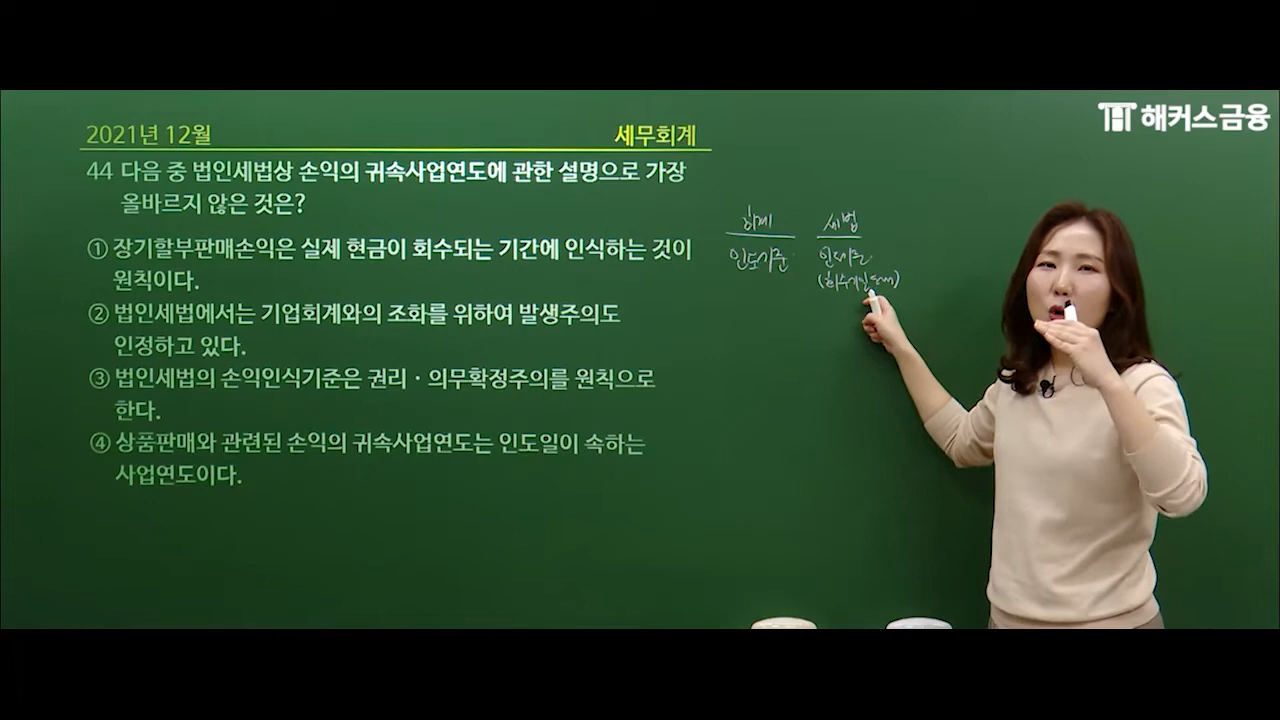 해커스금융
2021년 12월 세무회계
44 다음 중 법인세법상 손익의 귀속사업연도에 관한 설명으로 가장
올바르지 않은 것은?
① 장기할부판매손익은 실제 현금이 회수되는 기간에 인식하는 것이
원칙이다.
② 법인세법에서는 기업회계와의 조화를 위하여 발생주의도
인정하고 있다.
③ 법인세법의 손익인식기준은 권리 · 의무확정주의를 원칙으로
한다.
④ 상품판매와 관련된 손익의 귀속사업연도는 인도일이 속하는
사업연도이다.
회계 세법
인도기준 인도기준